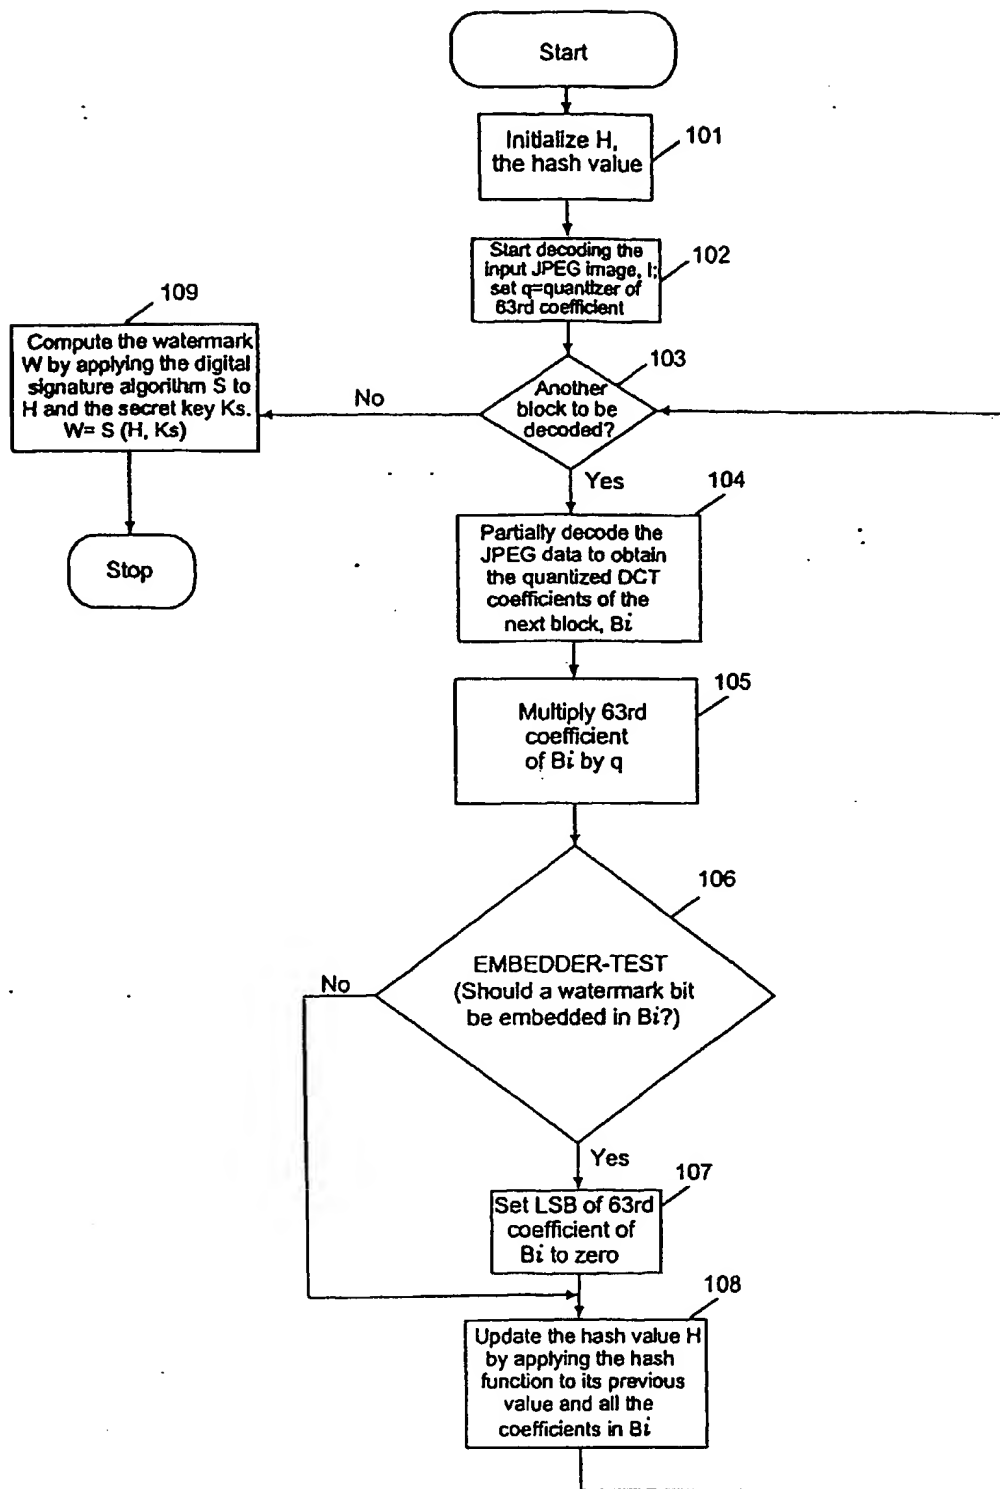 Start
Initialize H,
the hash value
101
Start decoding the
input JPEG image, I;
set q=quantizer of
63rd coefficient
102
103
Another
block to be
decoded?
No
109
Compute the watermark
W by applying the digital
signature algorithm S to
H and the secret key Ks.
W= S (H, Ks)
Stop
Yes
104
Partially decode the
JPEG data to obtain
the quantized DCT
coefficients of the
next block, Bi
105
Multiply 63rd
coefficient
of Bi by q
106
EMBEDDER-TEST
(Should a watermark bit
be embedded in Bi?)
No
Yes
107
Set LSB of 63rd
coefficient of
Bi to zero
108
Update the hash value H
by applying the hash
function to its previous
value and all the
coefficients in Bi